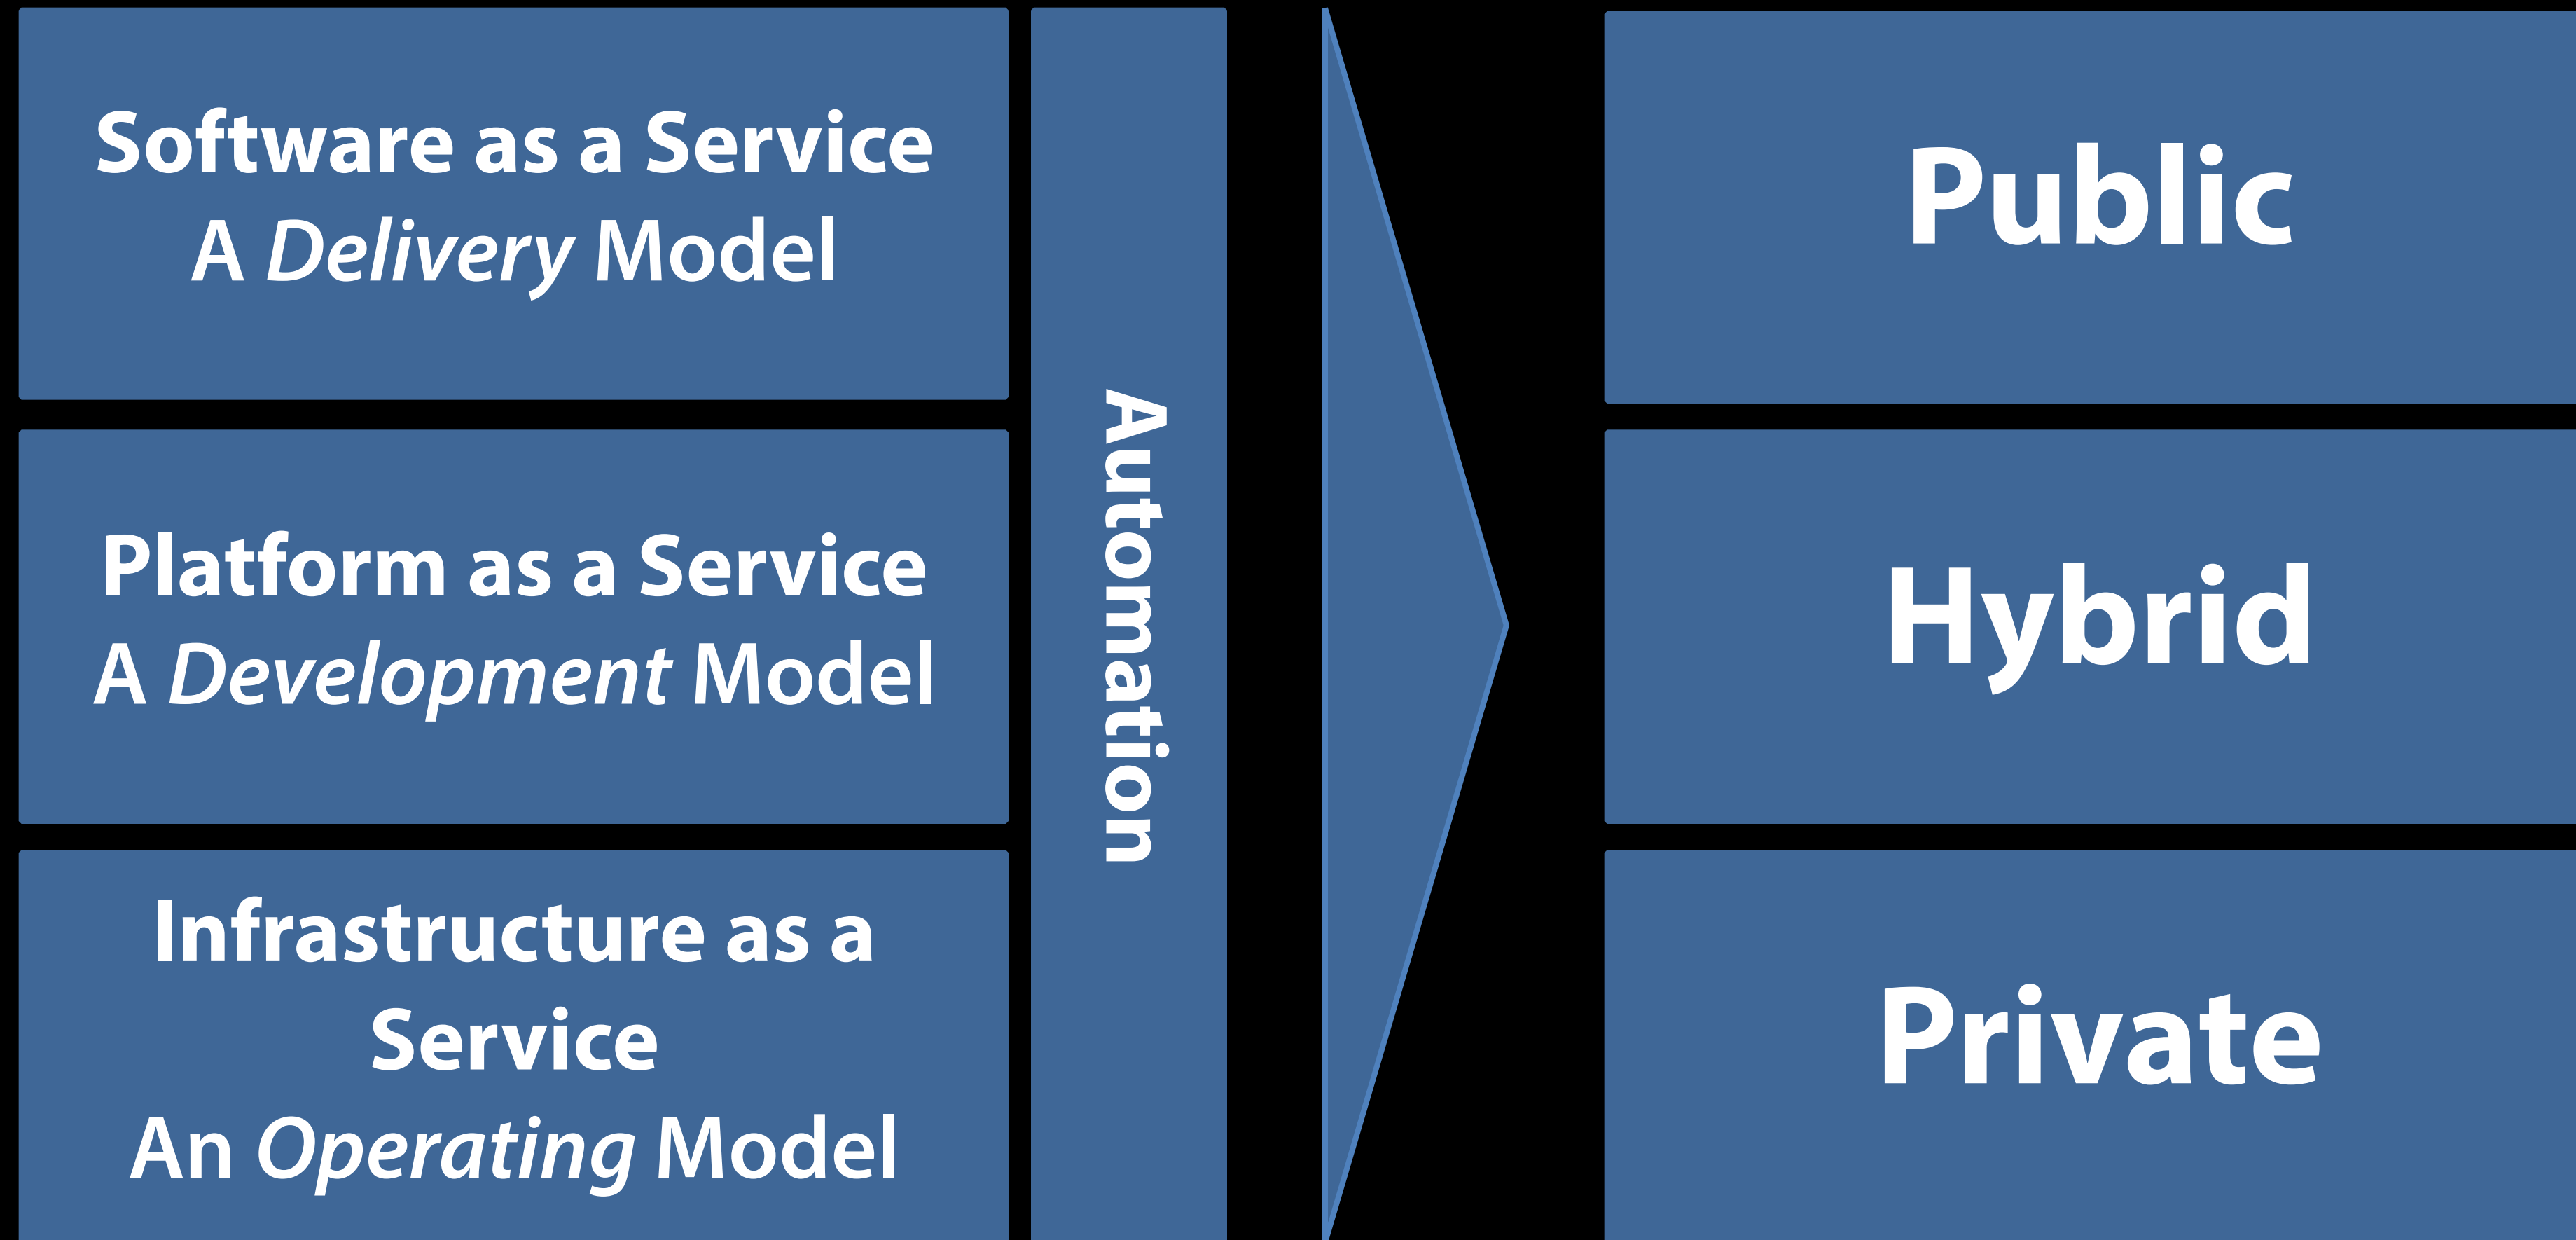 Software as a Service
A Delivery Model
Platform as a Service
A Development Model
Infrastructure as a
Service
An Operating Model
Automation
Public
Hybrid
Private